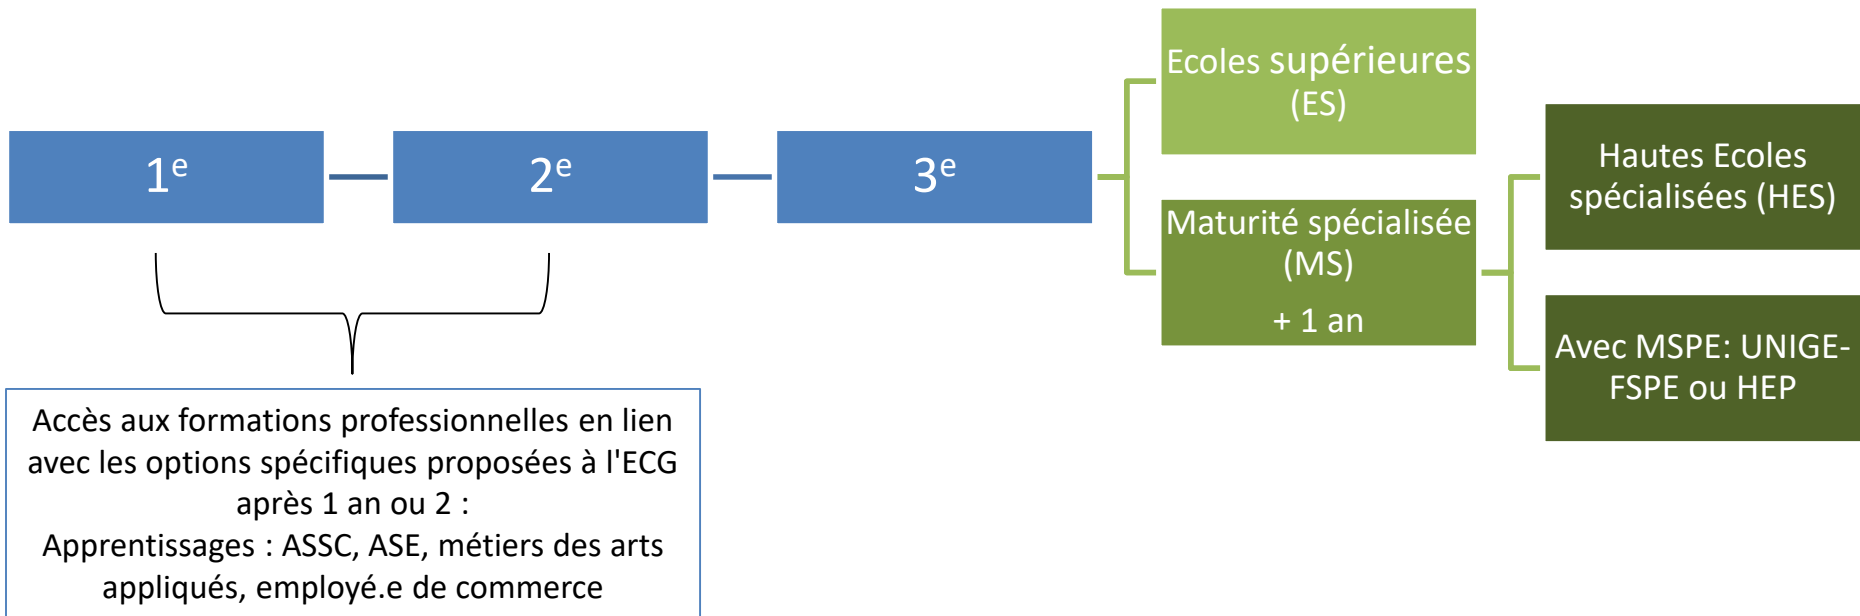 1e
2e
3e
Ecoles supérieures
(ES)
Maturité spécialisée
(MS)
+ 1 an
Hautes Ecoles
spécialisées (HES)
Avec MSPE: UNIGE-
FSPE ou HEP
Accès aux formations professionnelles en lien
avec les options spécifiques proposées à l'ECG
après 1 an ou 2 :
Apprentissages : ASSC, ASE, métiers des arts
appliqués, employé.e de commerce